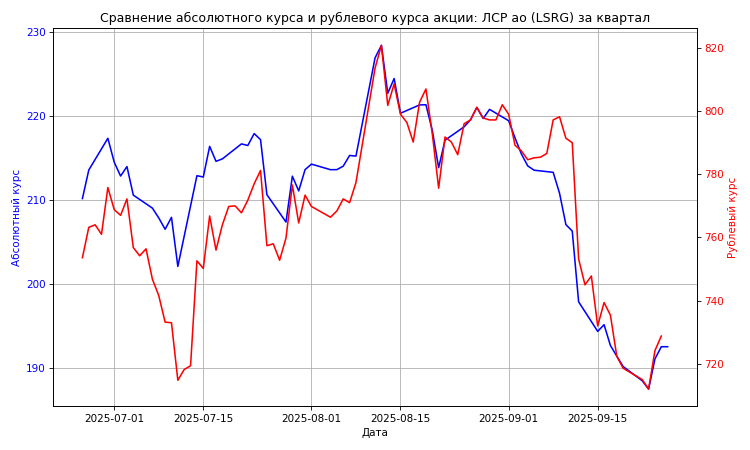 Сравнение абсолютного курса и рублевого курса акции: ЛСР ао (LSRG) за квартал
230
220
210
200
190
Абсолютный курс
820
800
780
760
740
720
Рублевый курс
2025-07-01 2025-07-15 2025-08-01 2025-08-15 2025-09-01 2025-09-15
Дата